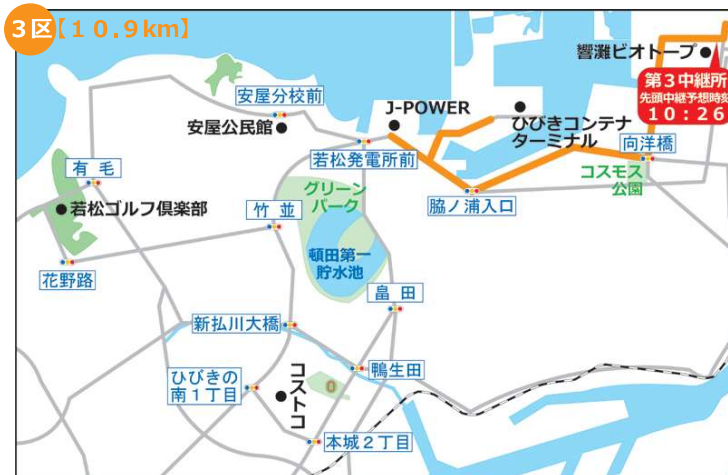 3区【10.9km】
響灘ビオトープ
第3中継所
先頭中継予想時刻
10:26
安屋分校前
安屋公民館
J-POWER
ひびきコンテナ
ターミナル
向洋橋
若松発電所前
コスモス
公園
有毛
グリーン
パーク
脇ノ浦入口
若松ゴルフ倶楽部
竹並
頓田第一
貯水池
花野路
畠田
新払川大橋
鴨生田
ひびきの
南1丁目
コストコ
本城2丁目